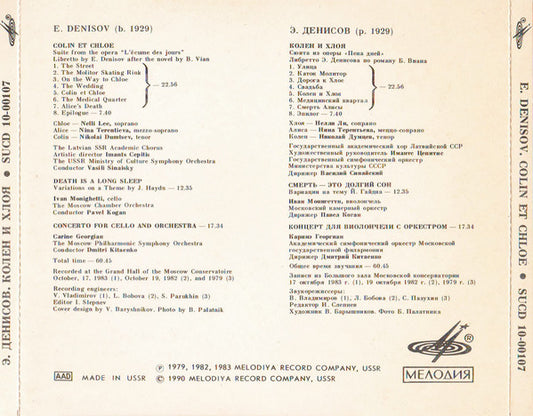 Э. ДЕНИСОВ. КОЛЕН И ХЛОЯ ● SUCD 10-00107
E. DENISOV (b. 1929)
COLIN ET CHLOE
Suite from the opera "L'écume des jours"
Libretto by E. Denisov after the novel by B. Vian
1. The Street
2. The Molitor Skating Rink
3. On the Way to Chloe
4. The Wedding
5. Colin et Chloe
6. The Medical Quarter
7. Alice's Death
— 22.56
8. Epilogue — 7.40
Chloe — Nelli Lee, soprano
Alice — Nina Terentieva, mezzo-soprano
Colin — Nikolai Dumtsev, tenor
The Latvian SSR Academic Chorus
Artistic director Imants Cepitis
The USSR Ministry of Culture Symphony Orchestra
Conductor Vasili Sinaisky
DEATH IS A LONG SLEEP
Variations on a Theme by J. Haydn — 12.35
Ivan Monighetti, cello
The Moscow Chamber Orchestra
Conductor Pavel Kogan
CONCERTO FOR CELLO AND ORCHESTRA — 17.34
Carine Georgian
The Moscow Philharmonic Symphony Orchestra
Conductor Dmitri Kitaenko
Total time — 60.45
Recorded at the Grand Hall of the Moscow Conservatoire
October, 17, 1983 (1), October, 19, 1982 (2), and 1979 (3)
Recording engineers:
V. Vladimirov (1), L. Bobova (2), S. Pazukhin (3)
Editor I. Slepnev
Cover design by V. Baryshnikov. Photo by B. Palatnik
Э. ДЕНИСОВ (р. 1929)
КОЛЕН И ХЛОЯ
Сюита из оперы «Пена дней»
Либретто Э. Денисова по роману Б. Виана
1. Улица
2. Каток Молитор
3. Дорога к Хлое
4. Свадьба
5. Колен и Хлоя
6. Медицинский квартал
7. Смерть Ализы
— 22.56
8. Эпилог — 7.40
Хлоя — Нелли Ли, сопрано
Ализа — Нина Терентьева, меццо-сопрано
Колен — Николай Думцев, тенор
Государственный академический хор Латвийской ССР
Художественный руководитель Имантс Цепитис
Государственный симфонический оркестр
Министерства культуры СССР
Дирижер Василий Синайский
СМЕРТЬ — ЭТО ДОЛГИЙ СОН
Вариации на тему Й. Гайдна — 12.35
Иван Монигетти, виолончель
Московский камерный оркестр
Дирижер Павел Коган
КОНЦЕРТ ДЛЯ ВИОЛОНЧЕЛИ С ОРКЕСТРОМ — 17.34
Карине Георгиан
Академический симфонический оркестр Московской
государственной филармонии
Дирижер Дмитрий Китаенко
Общее время звучания — 60.45
Записи из Большого зала Московской консерватории
17 октября 1983 г. (1), 19 октября 1982 г. (2), 1979 г. (3)
Звукорежиссеры:
В. Владимиров (1), Л. Бобова (2), С. Пазухин (3)
Редактор И. Слепнев
Художник В. Барышников. Фото Б. Палатника
AAD MADE IN USSR
Ⓟ 1979, 1982, 1983 MELODIYA RECORD COMPANY, USSR
© 1990 MELODIYA RECORD COMPANY, USSR
®
МЕЛОДИЯ
E. DENISOV. COLIN ET CHLOE ● SUCD 10-00107